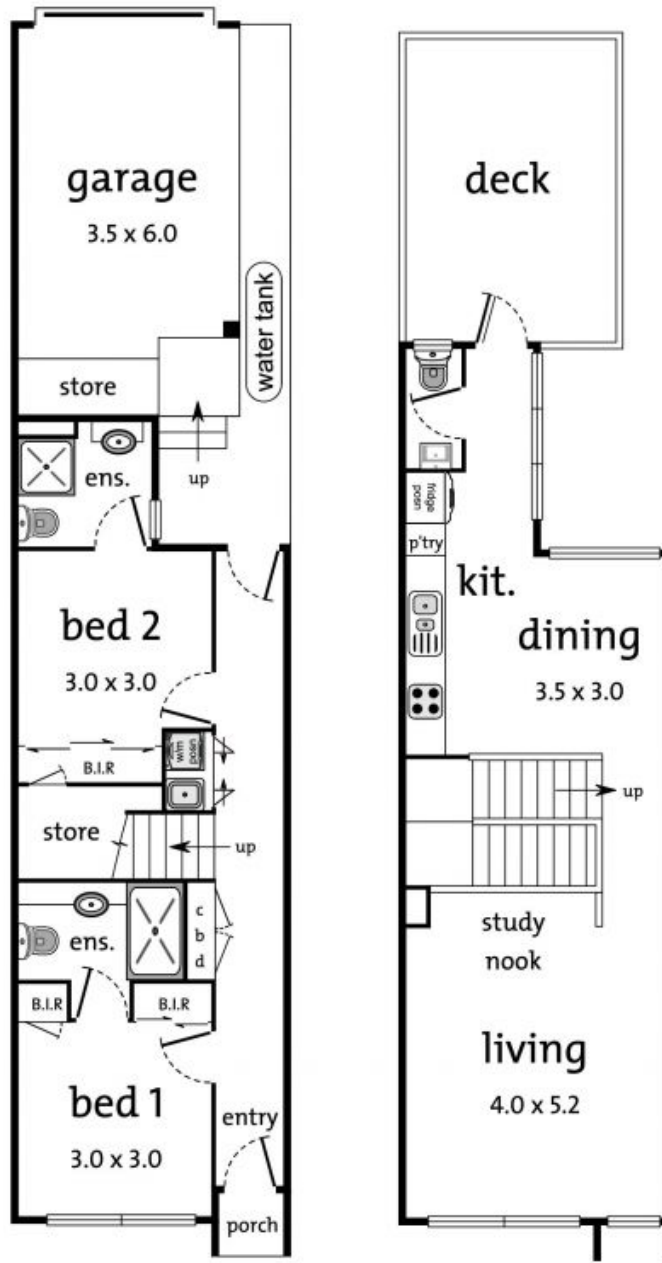 garage
3.5 x 6.0
water tank
store
ens.
up
bed 2
3.0 x 3.0
w/m
posn
B.I.R
store
up
c
b
d
ens.
B.I.R
B.I.R
bed 1
3.0 x 3.0
entry
porch
deck
fridge
posn
p'try
kit.
dining
3.5 x 3.0
up
study
nook
living
4.0 x 5.2